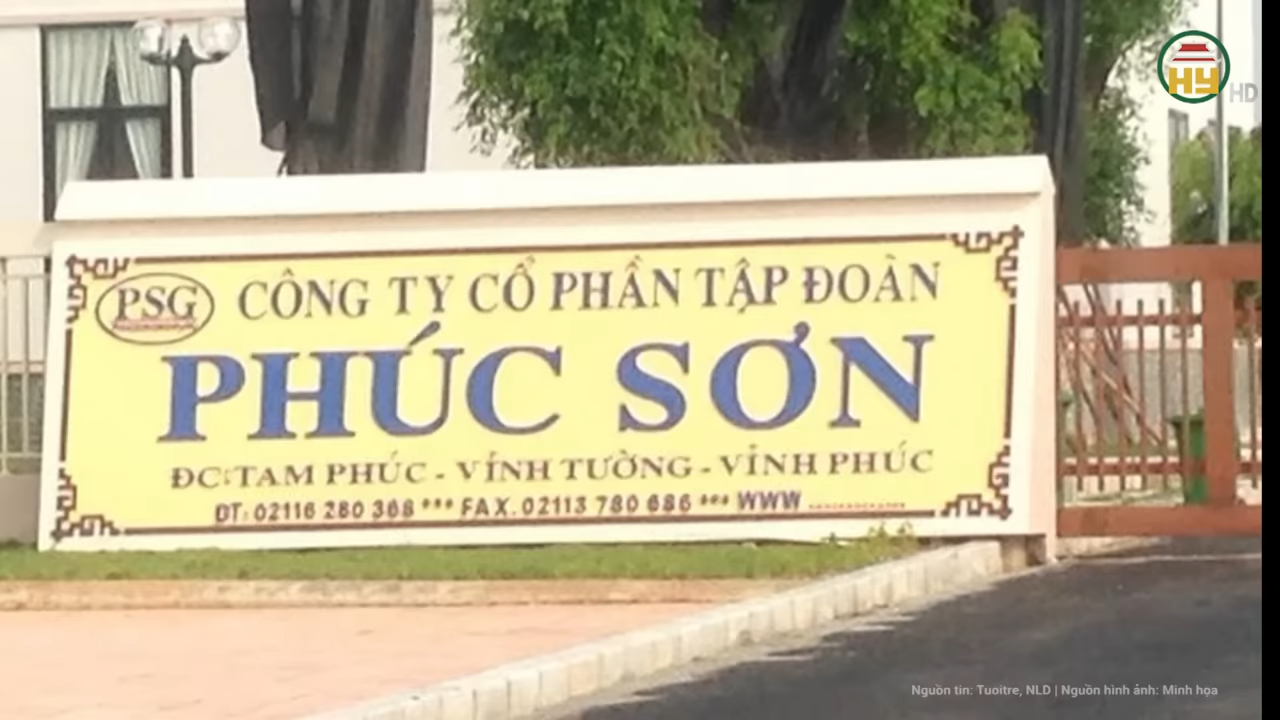 HY HD
PSG
CÔNG TY CỔ PHẦN TẬP ĐOÀN
PHÚC SƠN
ĐC:TAM PHÚC - VĨNH TƯỜNG - VĨNH PHÚC
ĐT: 02116 280 368 *** FAX. 02113 780 686 *** WWW
Nguồn tin: Tuoitre, NLD | Nguồn hình ảnh: Minh họa